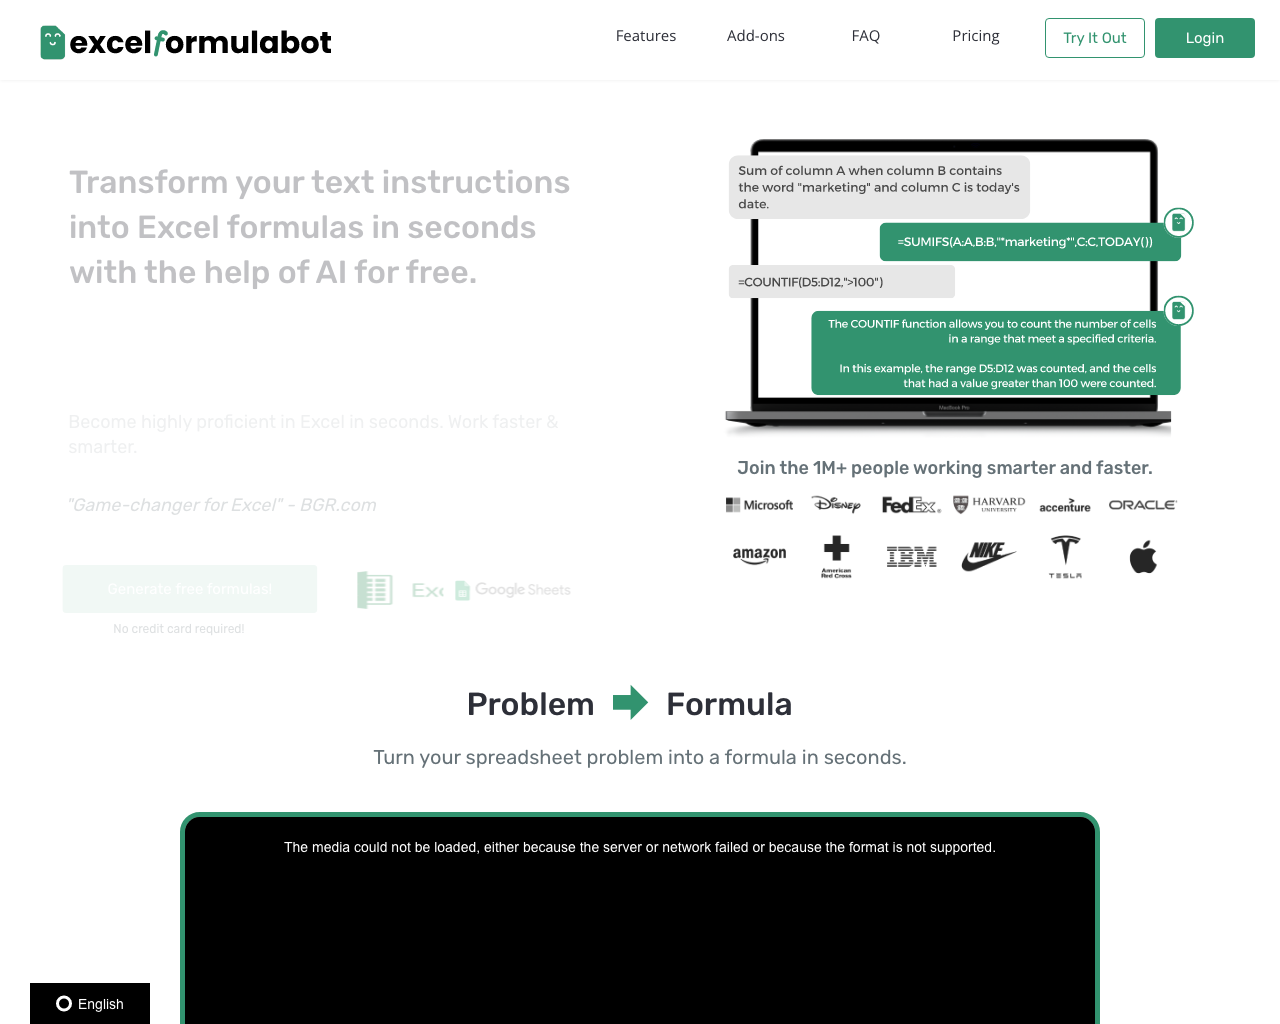 excelformulabot
Features
Add-ons
FAQ
Pricing
Try It Out
Login
Transform your text instructions
into Excel formulas in seconds
with the help of AI for free.
Become highly proficient in Excel in seconds. Work faster &
smarter.
"Game-changer for Excel" - BGR.com
Generate free formulas!
No credit card required!
Google Sheets
Sum of column A when column B contains
the word "marketing" and column C is today's
date.
=SUMIFS(A:A,B:B,"*marketing*",C:C,TODAY())
=COUNTIF(D5:D12,">100")
The COUNTIF function allows you to count the number of cells
in a range that meet a specified criteria.
In this example, the range D5:D12 was counted, and the cells
that had a value greater than 100 were counted.
MacBook Pro
Join the 1M+ people working smarter and faster.
Microsoft
Disney
FedEx
HARVARD
UNIVERSITY
accenture
ORACLE
amazon
American
Red Cross
IBM
NIKE
TESLA
Problem
Formula
Turn your spreadsheet problem into a formula in seconds.
The media could not be loaded, either because the server or network failed or because the format is not supported.
English